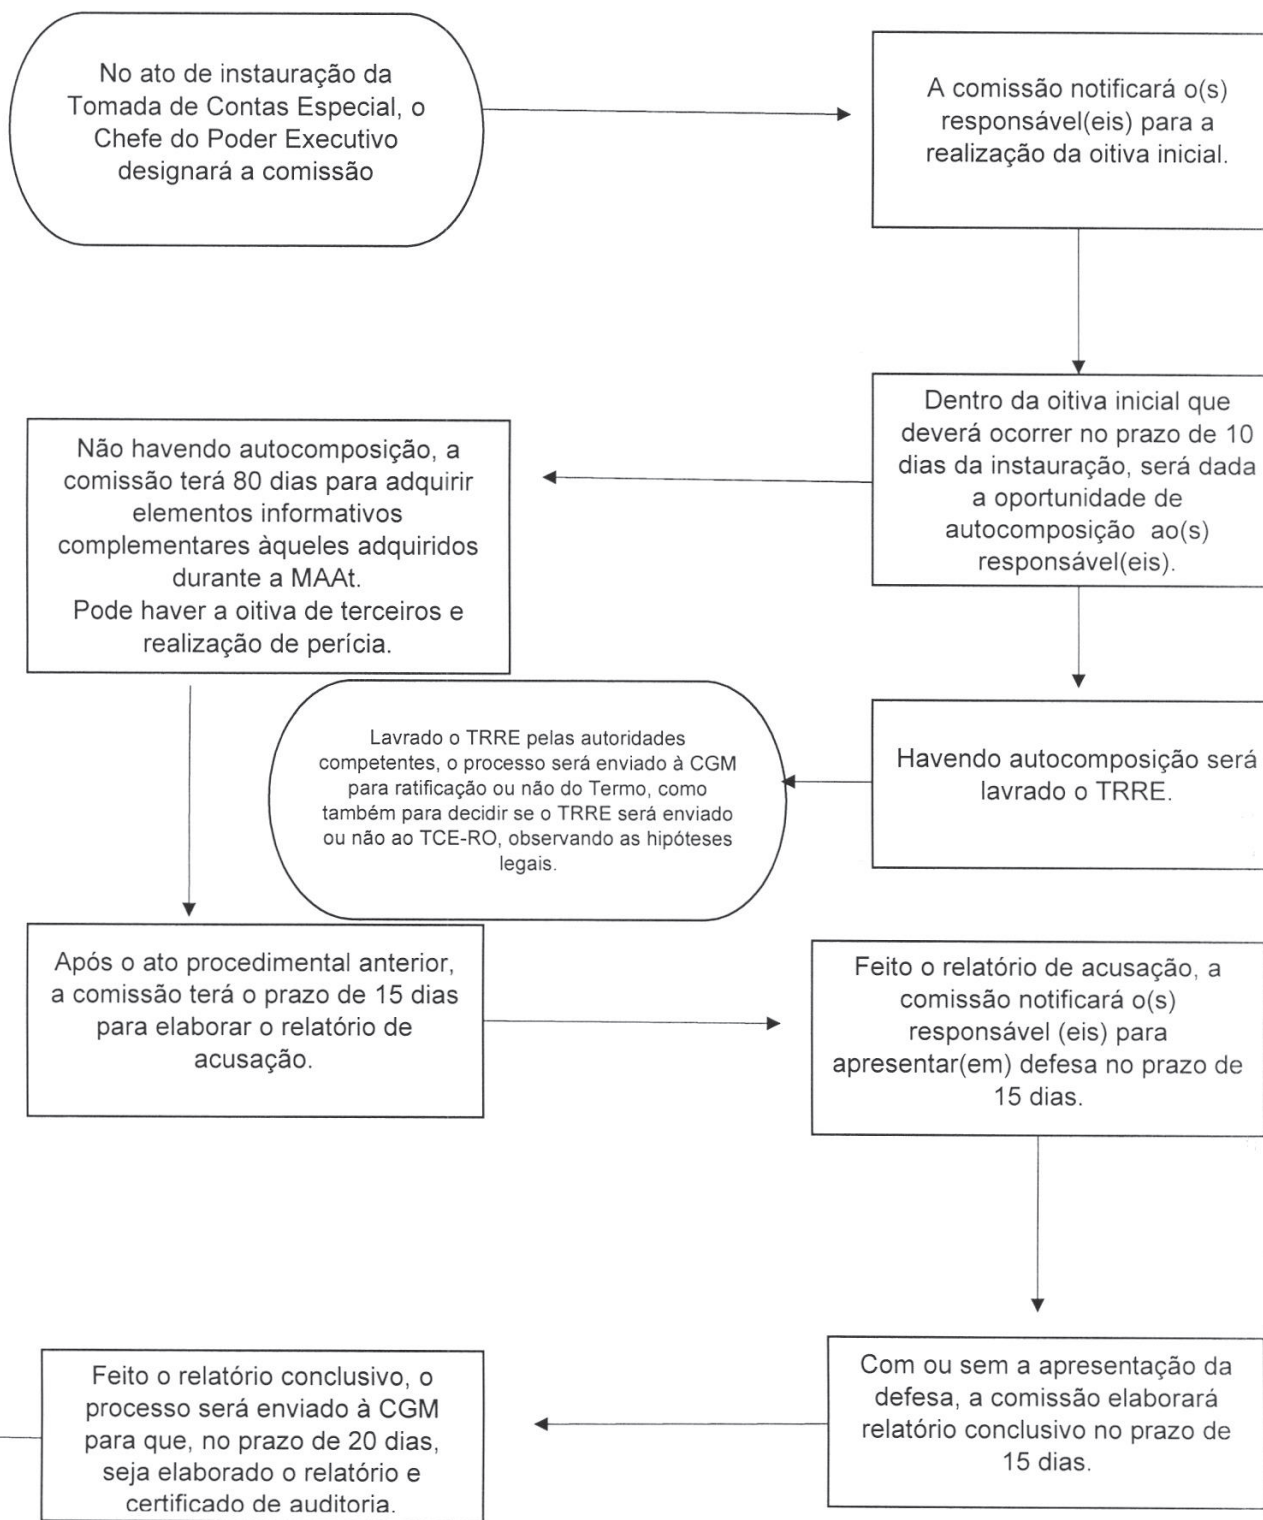 No ato de instauração da
Tomada de Contas Especial, o
Chefe do Poder Executivo
designará a comissão
A comissão notificará o(s)
responsável(eis) para a
realização da oitiva inicial.
Dentro da oitiva inicial que
deverá ocorrer no prazo de 10
dias da instauração, será dada
a oportunidade de
autocomposição ao(s)
responsável(eis).
Não havendo autocomposição, a
comissão terá 80 dias para adquirir
elementos informativos
complementares àqueles adquiridos
durante a MAAt.
Pode haver a oitiva de terceiros e
realização de perícia.
Havendo autocomposição será
lavrado o TRRE.
Lavrado o TRRE pelas autoridades
competentes, o processo será enviado à CGM
para ratificação ou não do Termo, como
também para decidir se o TRRE será enviado
ou não ao TCE-RO, observando as hipóteses
legais.
Após o ato procedimental anterior,
a comissão terá o prazo de 15 dias
para elaborar o relatório de
acusação.
Feito o relatório de acusação, a
comissão notificará o(s)
responsável (eis) para
apresentar(em) defesa no prazo de
15 dias.
Com ou sem a apresentação da
defesa, a comissão elaborará
relatório conclusivo no prazo de
15 dias.
Feito o relatório conclusivo, o
processo será enviado à CGM
para que, no prazo de 20 dias,
seja elaborado o relatório e
certificado de auditoria.